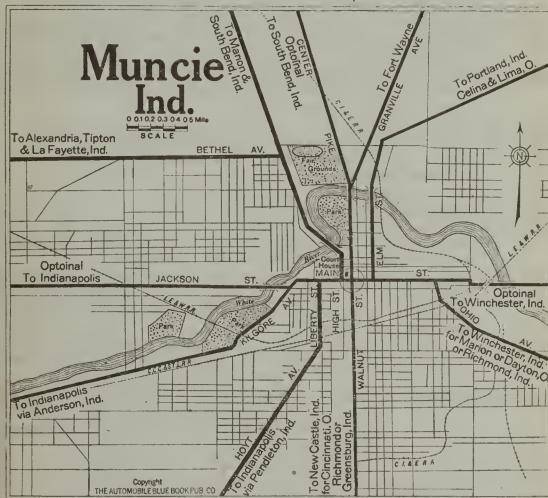 Muncie
Ind.
0 0.1 0.2 0.3 0.4 0.5 Mile
SCALE
To Marion &
South Bend, Ind.
CENTER
Optoinal
To South Bend, Ind.
PIKE
To Fort Wayne
GRANVILLE AVE
C. I. & E. R.R.
To Portland, Ind.
Celina & Lima, O.
To Alexandria, Tipton
& La Fayette, Ind.
BETHEL AV.
Fair
Grounds
Park
N
ELM ST.
L.E. & W. R.R.
River
Court
House
MAIN ST.
Optoinal
To Indianapolis
JACKSON ST.
L.E. & W. R.R.
White
Park
Park
KILGORE AV.
LIBERTY ST.
HIGH ST.
WALNUT ST.
Optoinal
To Winchester, Ind.
OHIO AV.
To Winchester, Ind.
for Marion or Dayton, O.
or Richmond, Ind.
To Indianapolis
via Anderson, Ind.
HOYT AV.
To Indianapolis
via Pendleton, Ind.
To New Castle, Ind.
for Cincinnati, O.
Richmond or
Greensburg, Ind.
C. I. & E. R.R.
Copyright
THE AUTOMOBILE BLUE BOOK PUB. CO